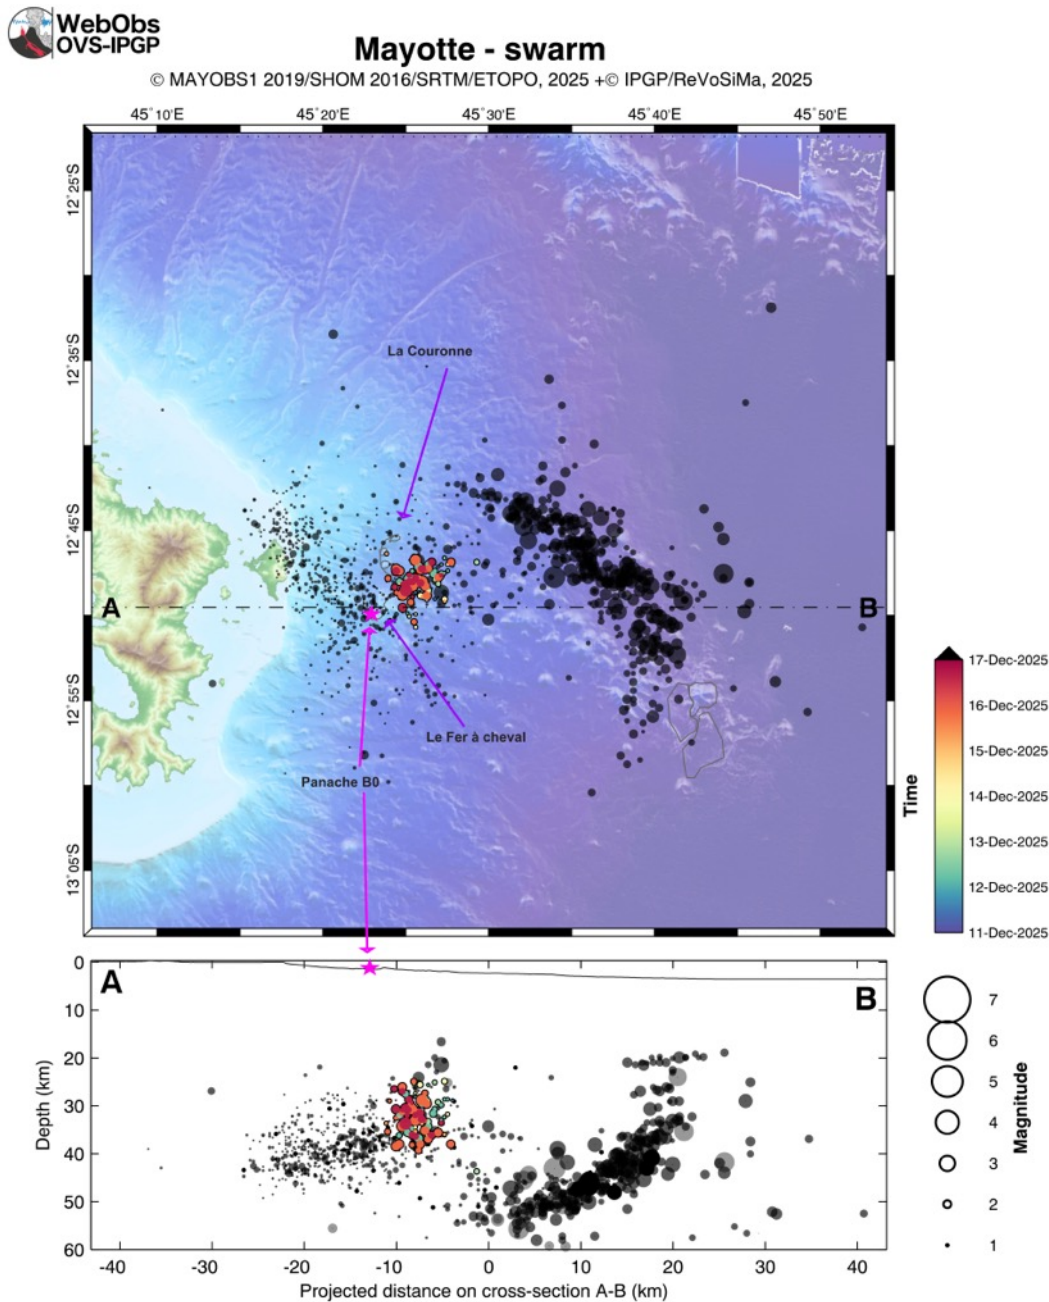 WebObs
OVS-IPGP
Mayotte - swarm
© MAYOBS1 2019/SHOM 2016/SRTM/ETOPO, 2025 +© IPGP/ReVoSiMa, 2025
45˚10'E 45˚20'E 45˚30'E 45˚40'E 45˚50'E
12˚25'S
12˚35'S
12˚45'S
12˚55'S
13˚05'S
La Couronne
A B
Le Fer à cheval
Panache B0
Time
17-Dec-2025
16-Dec-2025
15-Dec-2025
14-Dec-2025
13-Dec-2025
12-Dec-2025
11-Dec-2025
A B
Depth (km)
0
10
20
30
40
50
60
-40 -30 -20 -10 0 10 20 30 40
Projected distance on cross-section A-B (km)
Magnitude
7
6
5
4
3
2
1